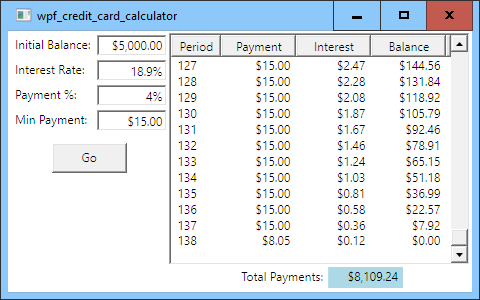 wpf_credit_card_calculator
Initial Balance: $5,000.00
Interest Rate: 18.9%
Payment %: 4%
Min Payment: $15.00
Go
Period Payment Interest Balance
127 $15.00 $2.47 $144.56
128 $15.00 $2.28 $131.84
129 $15.00 $2.08 $118.92
130 $15.00 $1.87 $105.79
131 $15.00 $1.67 $92.46
132 $15.00 $1.46 $78.91
133 $15.00 $1.24 $65.15
134 $15.00 $1.03 $51.18
135 $15.00 $0.81 $36.99
136 $15.00 $0.58 $22.57
137 $15.00 $0.36 $7.92
138 $8.05 $0.12 $0.00
Total Payments: $8,109.24